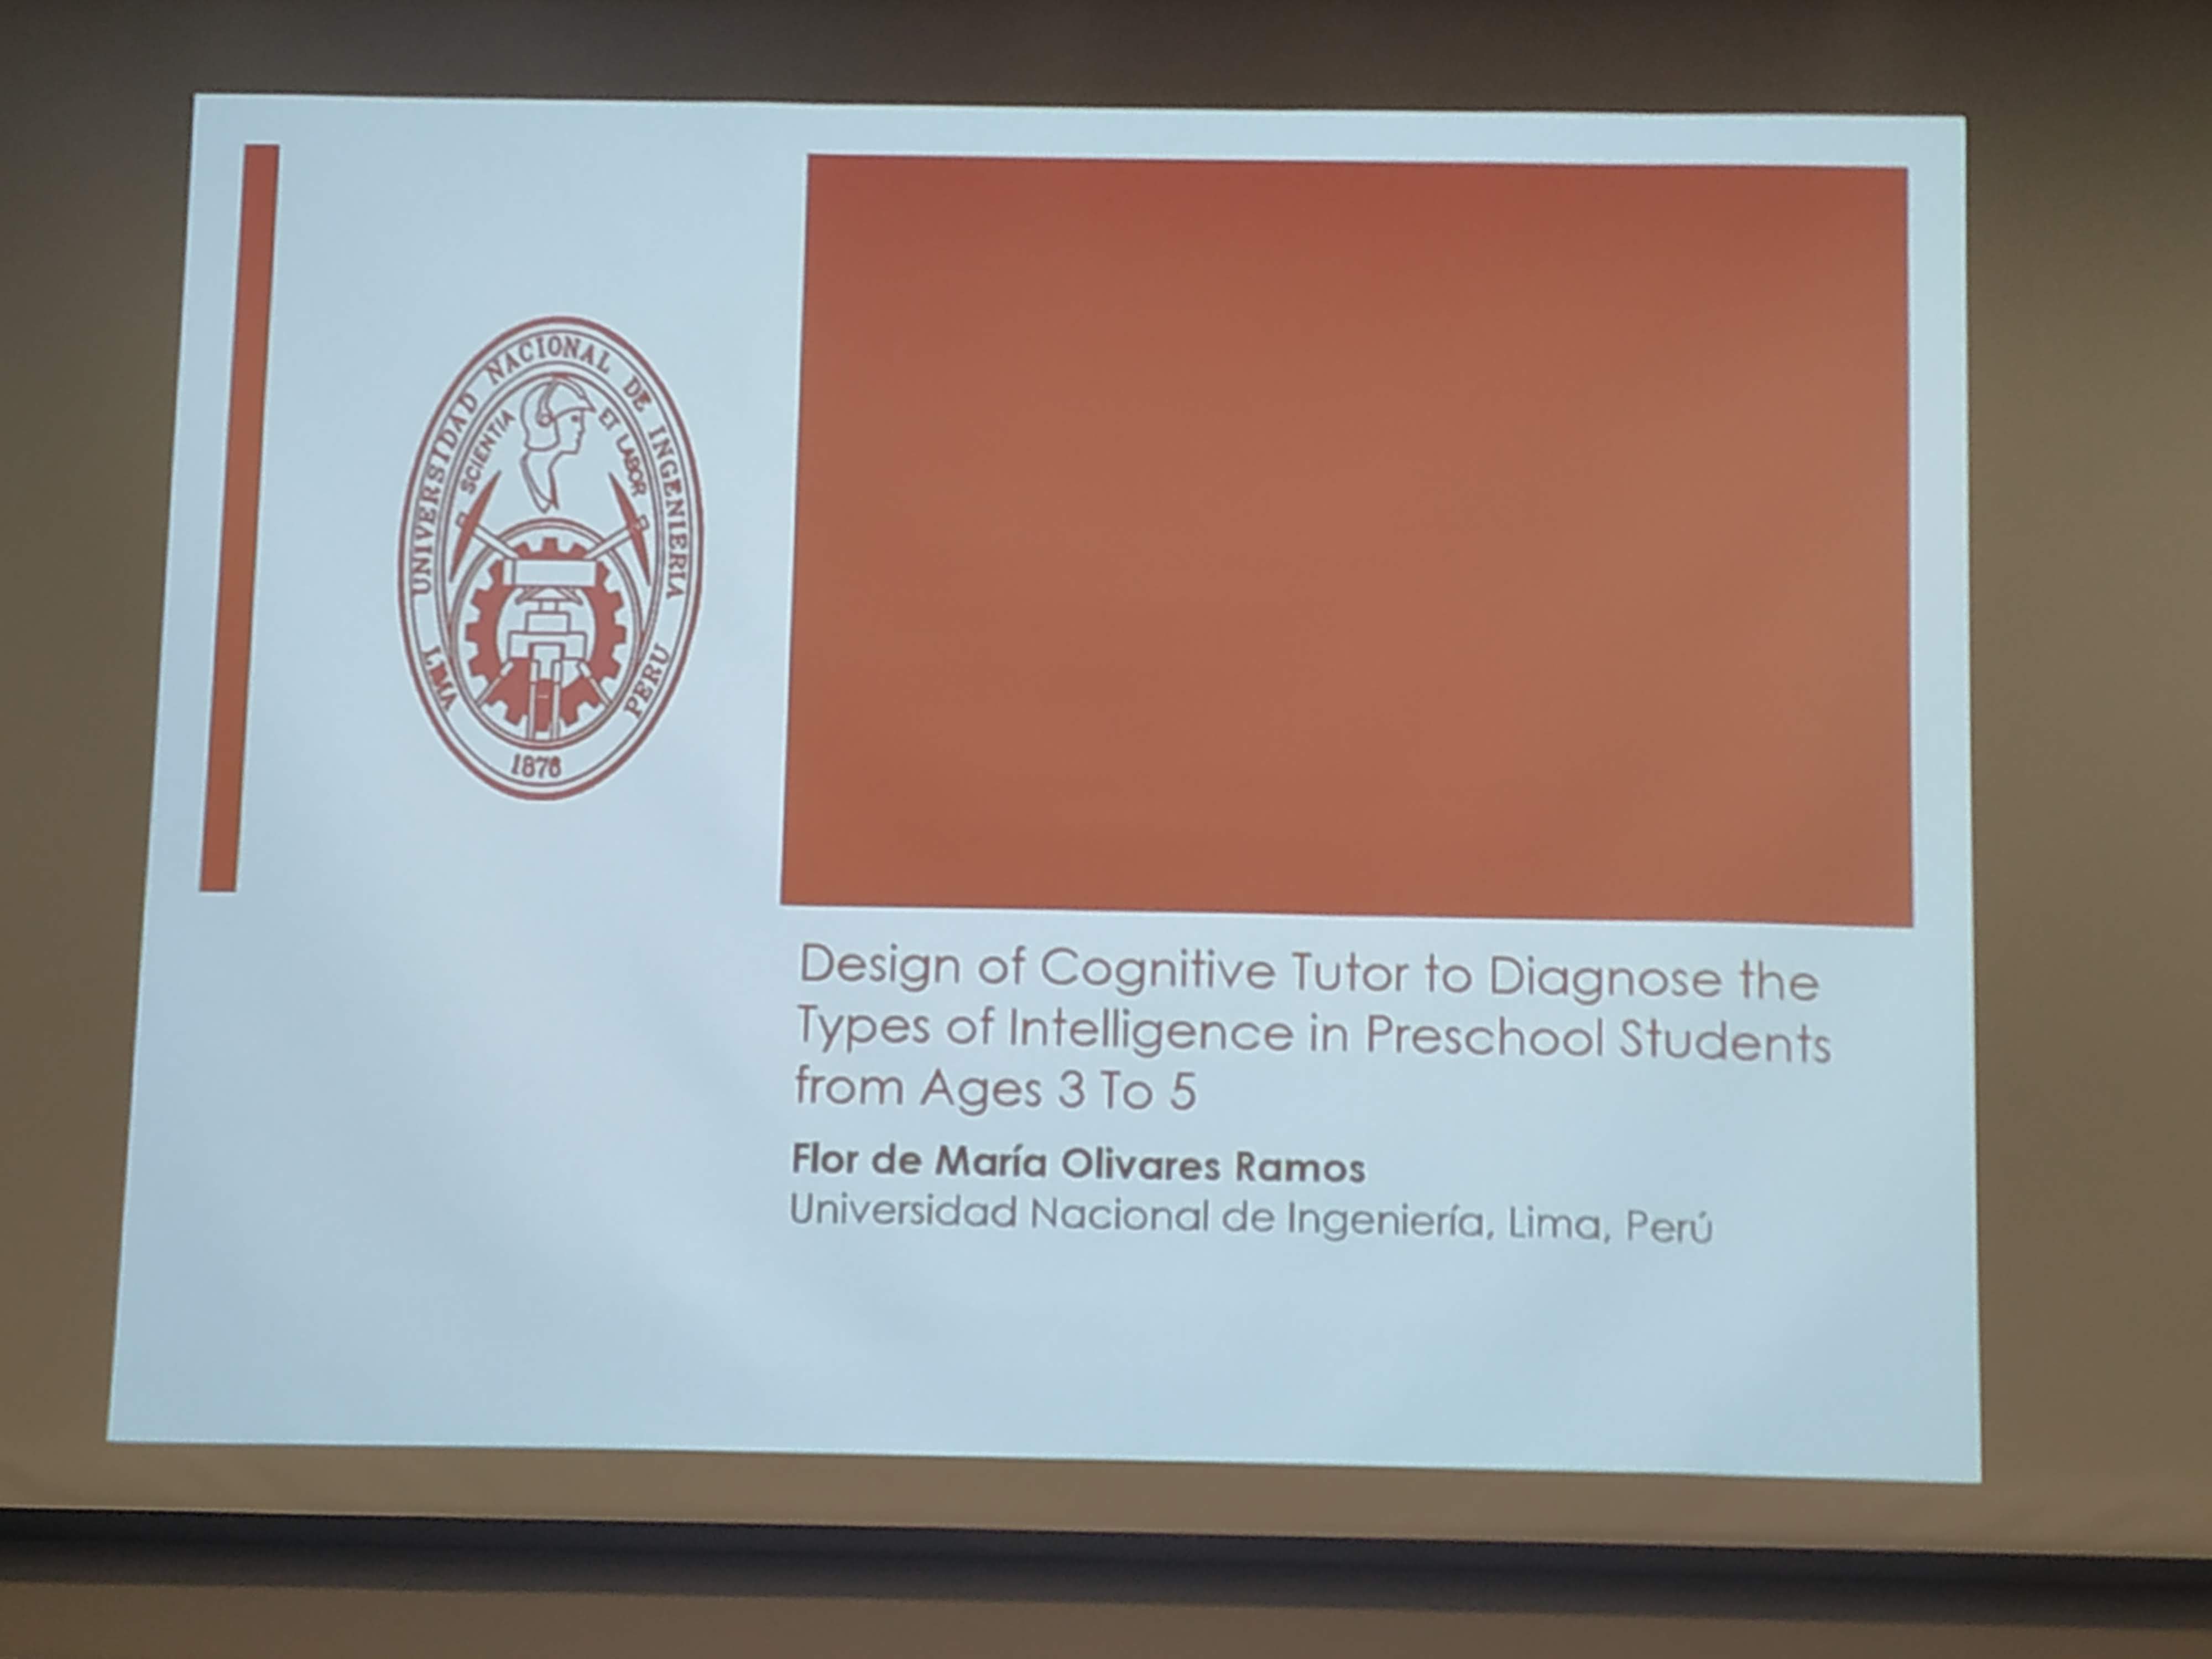 UNIVERSIDAD NACIONAL DE INGENIERIA
SCIENTIA ET LABOR
LIMA PERU
1876
Design of Cognitive Tutor to Diagnose the
Types of Intelligence in Preschool Students
from Ages 3 To 5
Flor de María Olivares Ramos
Universidad Nacional de Ingeniería, Lima, Perú